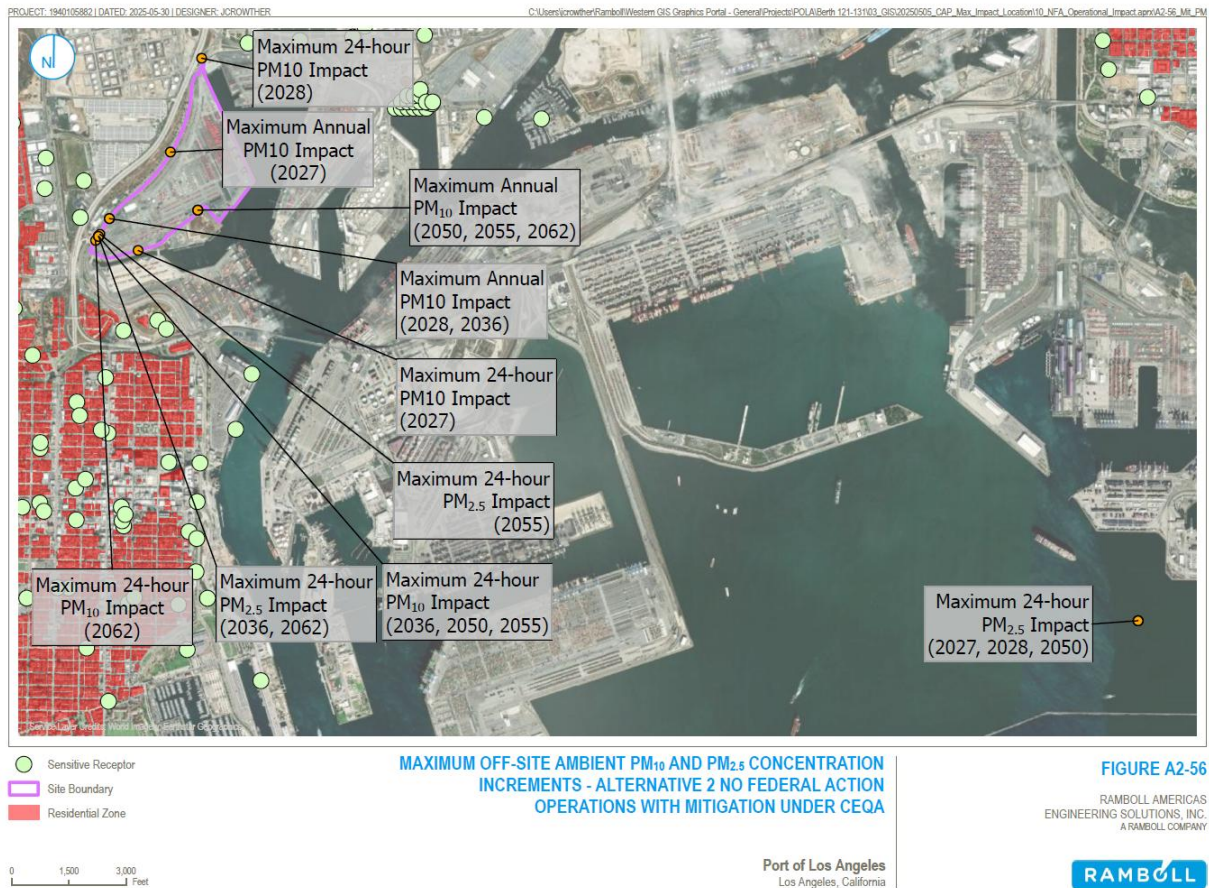 PROJECT: 1940105882 | DATED: 2025-05-30 | DESIGNER: JCROWTHER
C:\Users\jcrowther\Ramboll\Western GIS Graphics Portal - General\Projects\POLA\Berth 121-131\03_GIS\20250505_CAP_Max_Impact_Location\10_NFA_Operational_Impact.aprx\A2-56_Mit_PM
N
Maximum 24-hour
PM10 Impact
(2028)
Maximum Annual
PM10 Impact
(2027)
Maximum Annual
PM₁₀ Impact
(2050, 2055, 2062)
Maximum Annual
PM10 Impact
(2028, 2036)
Maximum 24-hour
PM10 Impact
(2027)
Maximum 24-hour
PM₂.₅ Impact
(2055)
Maximum 24-hour
PM₁₀ Impact
(2062)
Maximum 24-hour
PM₂.₅ Impact
(2036, 2062)
Maximum 24-hour
PM₁₀ Impact
(2036, 2050, 2055)
Maximum 24-hour
PM₂.₅ Impact
(2027, 2028, 2050)
Service Layer Credits: World Imagery: Earthstar Geographics
Sensitive Receptor
Site Boundary
Residential Zone
0 1,500 3,000
Feet
MAXIMUM OFF-SITE AMBIENT PM₁₀ AND PM₂.₅ CONCENTRATION
INCREMENTS - ALTERNATIVE 2 NO FEDERAL ACTION
OPERATIONS WITH MITIGATION UNDER CEQA
Port of Los Angeles
Los Angeles, California
FIGURE A2-56
RAMBOLL AMERICAS
ENGINEERING SOLUTIONS, INC.
A RAMBOLL COMPANY
RAMBOLL